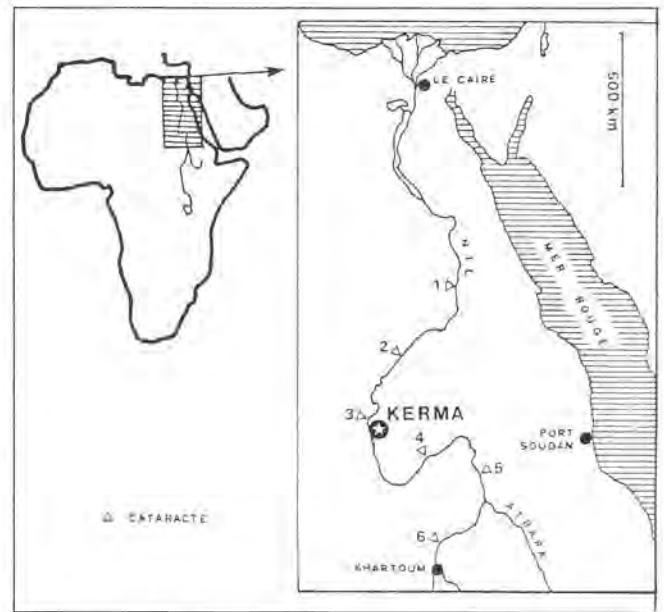 LE CAIRE
500 km
NIL
MER ROUGE
1
2
3
KERMA
4
PORT
SOUDAN
5
ATBARA
6
KHARTOUM
CATARACTE